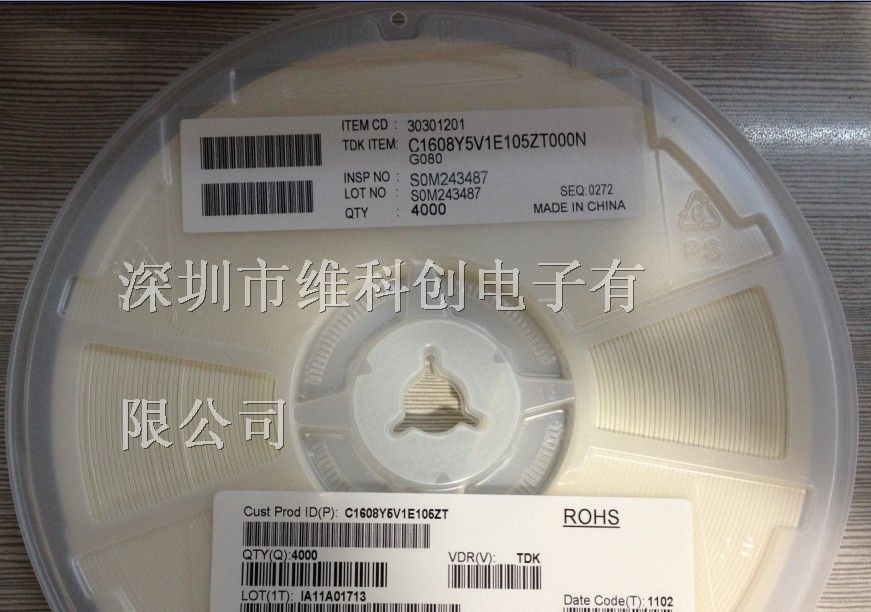 ITEM CD : 30301201
TDK ITEM: C1608Y5V1E105ZT000N
G080
INSP NO : S0M243487
LOT NO : S0M243487
SEQ:0272
QTY : 4000
MADE IN CHINA
PS
深圳市维科创电子有
限公司
Cust Prod ID(P): C1608Y5V1E105ZT
ROHS
QTY(Q):4000
VDR(V): TDK
LOT(1T): IA11A01713
Date Code(T): 1102